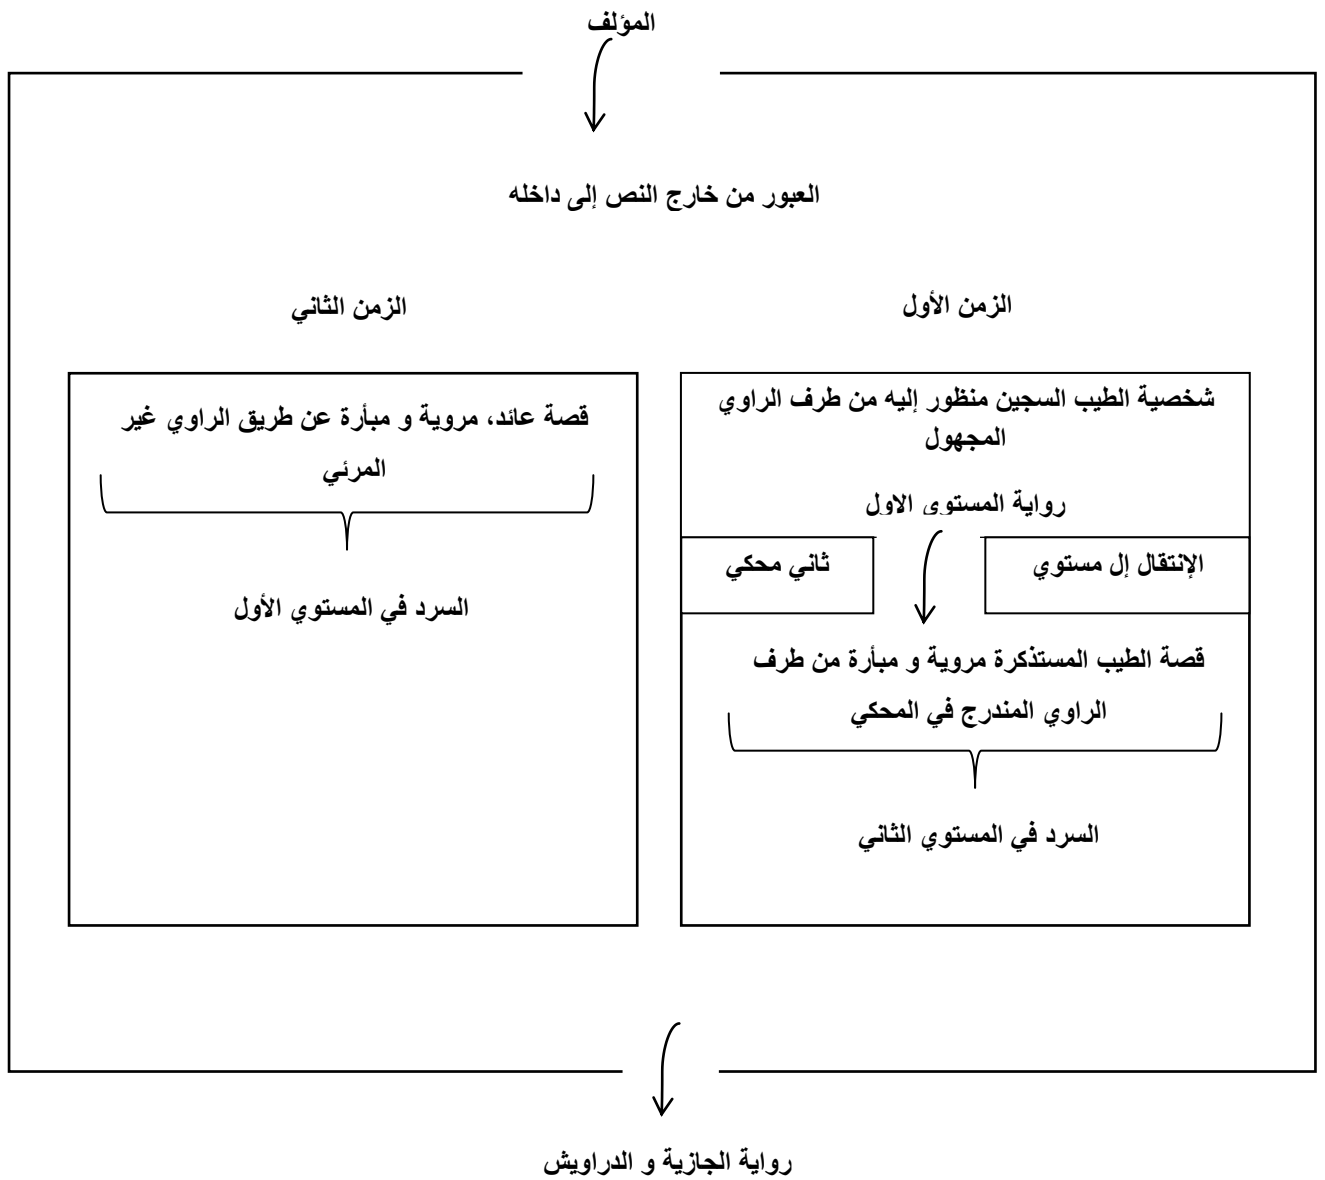 المؤلف
العبور من خارج النص إلى داخله
الزمن الأول
الزمن الثاني
شخصية الطيب السجين منظور إليه من طرف الراوي
المجهول
رواية المستوى الاول
الإنتقال إل مستوي
ثاني محكي
قصة الطيب المستذكرة مروية و مبأرة من طرف
الراوي المندرج في المحكي
السرد في المستوي الثاني
قصة عائد، مروية و مبأرة عن طريق الراوي غير
المرئي
السرد في المستوي الأول
رواية الجازية و الدراويش